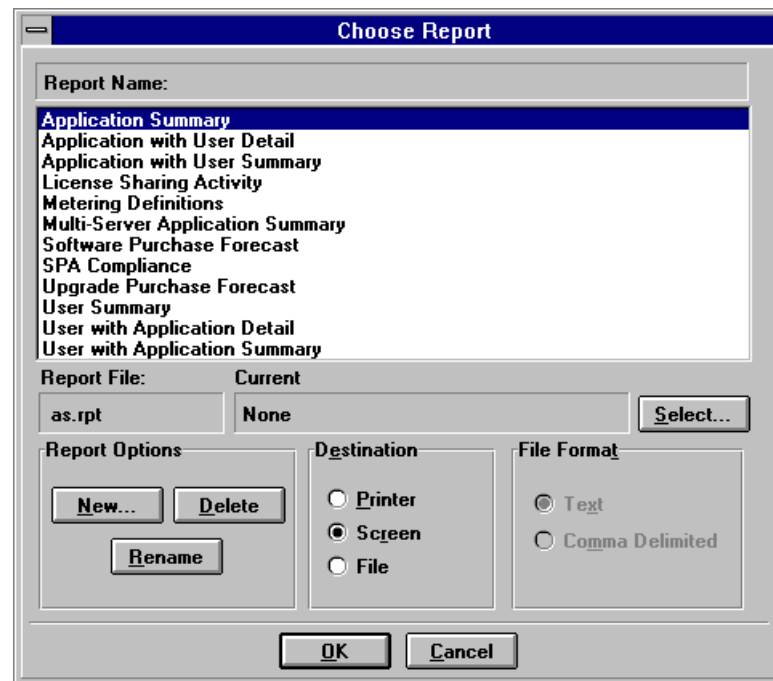 Choose Report
Report Name:
Application Summary
Application with User Detail
Application with User Summary
License Sharing Activity
Metering Definitions
Multi-Server Application Summary
Software Purchase Forecast
SPA Compliance
Upgrade Purchase Forecast
User Summary
User with Application Detail
User with Application Summary
Report File:
Current
as.rpt
None
Select...
Report Options
New...
Delete
Rename
Destination
Printer
Screen
File
File Format
Text
Comma Delimited
OK
Cancel